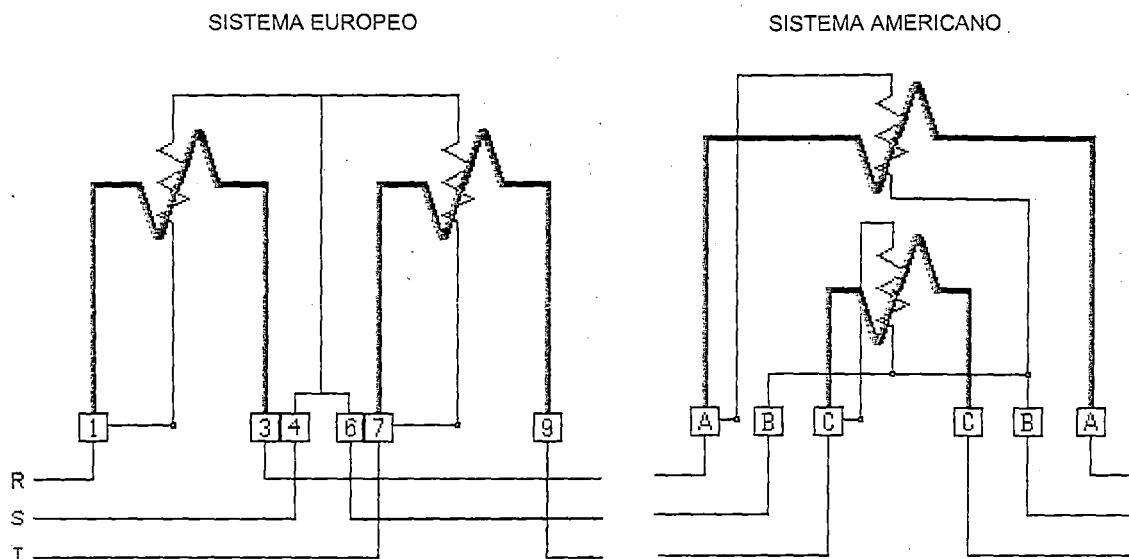 SISTEMA EUROPEO
SISTEMA AMERICANO
1 3 4 6 7 9
A B C C B A
R
S
T